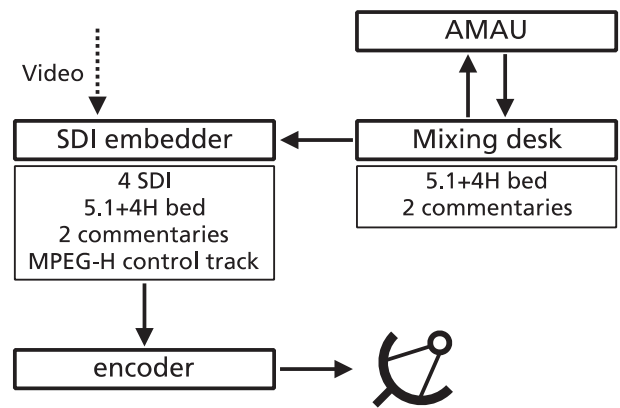 AMAU
Video
SDI embedder
Mixing desk
4 SDI
5.1+4H bed
2 commentaries
MPEG-H control track
5.1+4H bed
2 commentaries
encoder